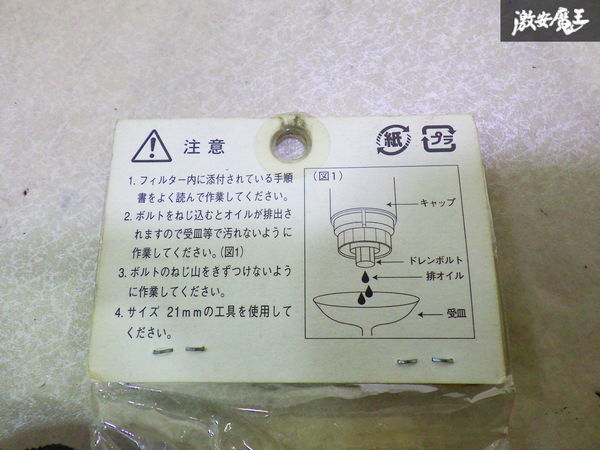 激安魔王
注意
紙
プラ
1. フィルター内に添付されている手順
書をよく読んで作業してください。
2. ボルトをねじ込むとオイルが排出さ
れますので受皿等で汚れないように
作業してください。(図1)
3. ボルトのねじ山をきずつけないよう
に作業してください。
4. サイズ 21mmの工具を使用して
ください。
(図1)
キャップ
ドレンボルト
排オイル
受皿